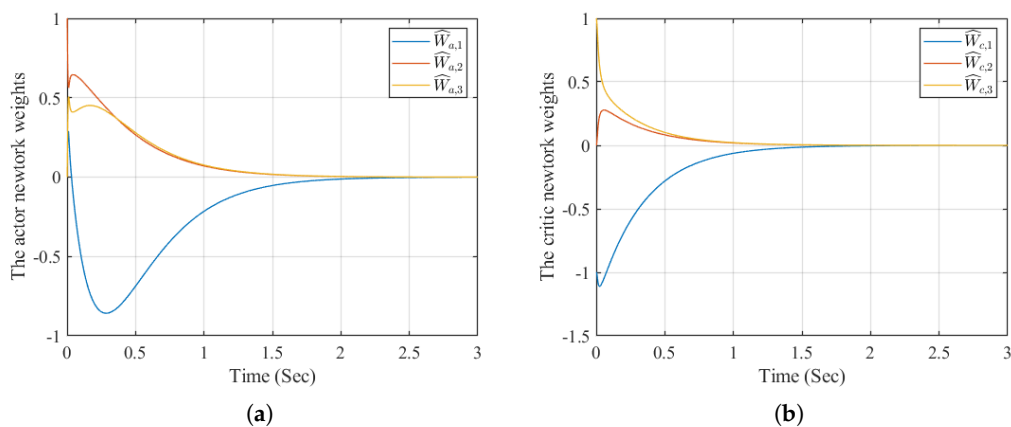 The actor newtork weights
1
0.5
0
-0.5
-1
0
0.5
1
1.5
2
2.5
3
Time (Sec)
Ŵa,1
Ŵa,2
Ŵa,3
(a)
The critic newtork weights
1
0.5
0
-0.5
-1
-1.5
0
0.5
1
1.5
2
2.5
3
Time (Sec)
Ŵc,1
Ŵc,2
Ŵc,3
(b)